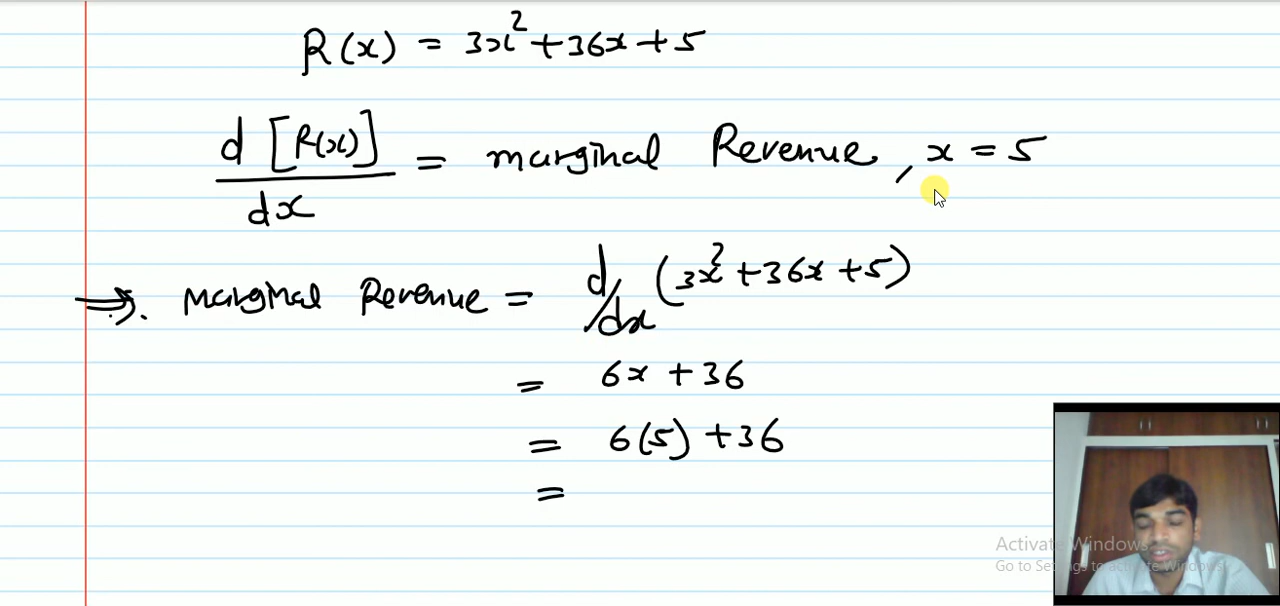 R(x) = 3x²+36x+5
d [R(x)]
dx
= marginal Revenue, x = 5
⇒. marginal Revenue = d/dx (3x²+36x+5)
= 6x +36
= 6(5) +36
=
Activate Windows
Go to Settings to activate Windows.